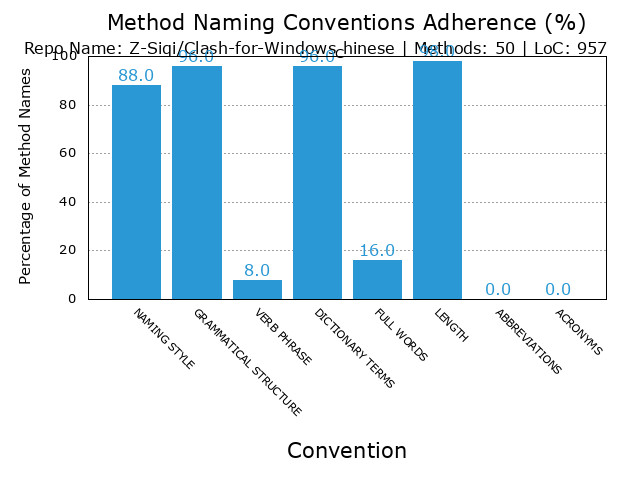 Method Naming Conventions Adherence (%)
Repo Name: Z-Siqi/Clash-for-Windows_Chinese | Methods: 50 | LoC: 957
Percentage of Method Names
100
80
60
40
20
0
88.0
96.0
8.0
96.0
16.0
98.0
0.0
0.0
NAMING STYLE
GRAMMATICAL STRUCTURE
VERB PHRASE
DICTIONARY TERMS
FULL WORDS
LENGTH
ABBREVIATIONS
ACRONYMS
Convention